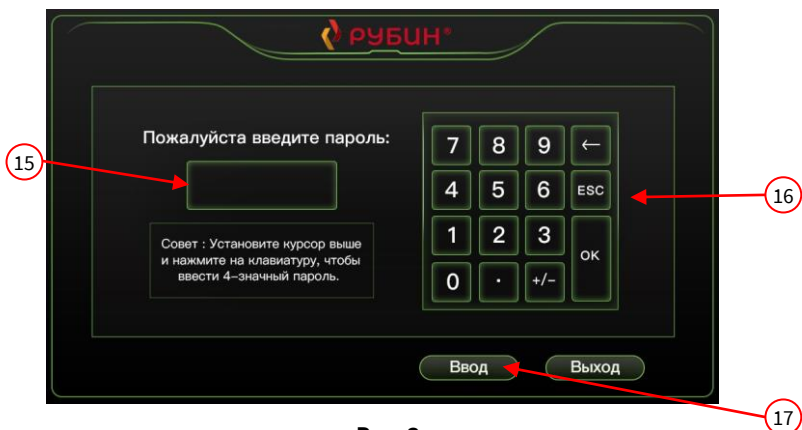 РУБИН®
Пожалуйста введите пароль:
15
Совет : Установите курсор выше
и нажмите на клавиатуру, чтобы
ввести 4-значный пароль.
7 8 9 ←
4 5 6 ESC
16
1 2 3
OK
0 . +/-
Ввод Выход
17